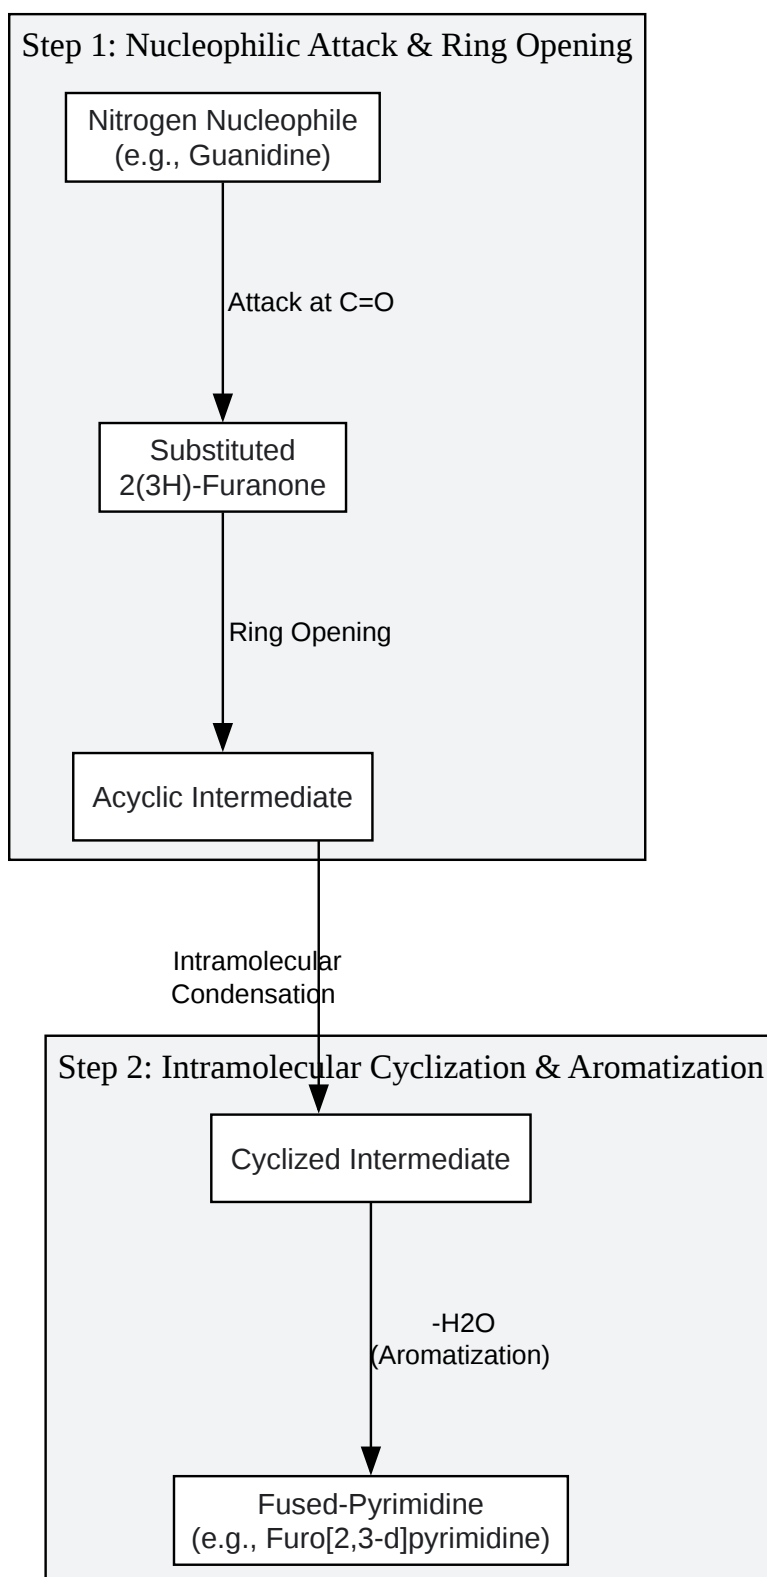 Step 1: Nucleophilic Attack & Ring Opening
Nitrogen Nucleophile
(e.g., Guanidine)
Attack at C=O
Substituted
2(3H)-Furanone
Ring Opening
Acyclic Intermediate
Intramolecular
Condensation
Step 2: Intramolecular Cyclization & Aromatization
Cyclized Intermediate
-H2O
(Aromatization)
Fused-Pyrimidine
(e.g., Furo[2,3-d]pyrimidine)